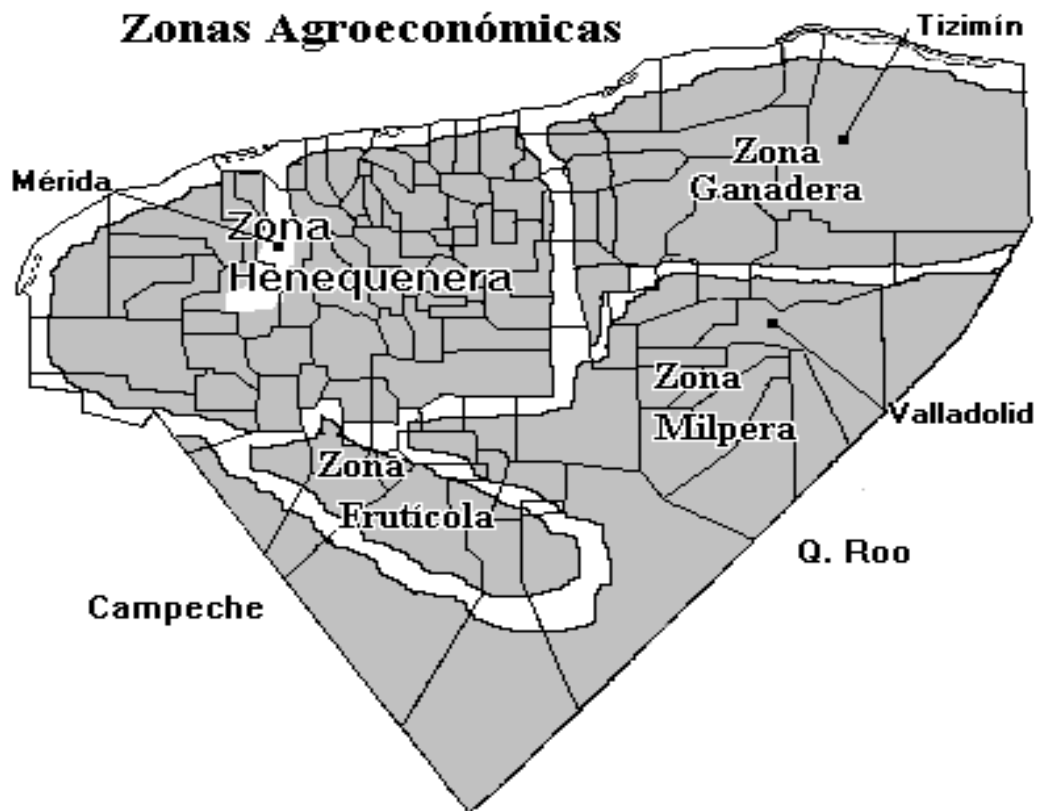 Zonas Agroeconómicas
Tizimín
Mérida
Zona
Ganadera
Zona
Henequenera
Zona
Milpera
Valladolid
Zona
Frutícola
Q. Roo
Campeche